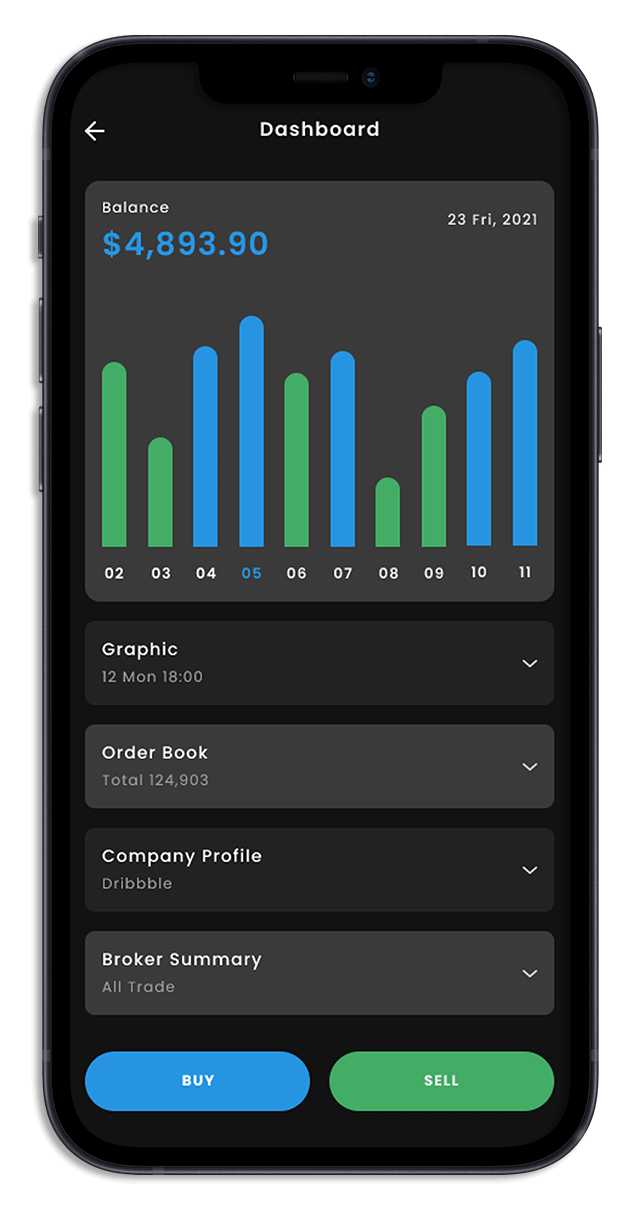 Dashboard
Balance
$4,893.90
23 Fri, 2021
02 03 04 05 06 07 08 09 10 11
Graphic
12 Mon 18:00
Order Book
Total 124,903
Company Profile
Dribbble
Broker Summary
All Trade
BUY SELL